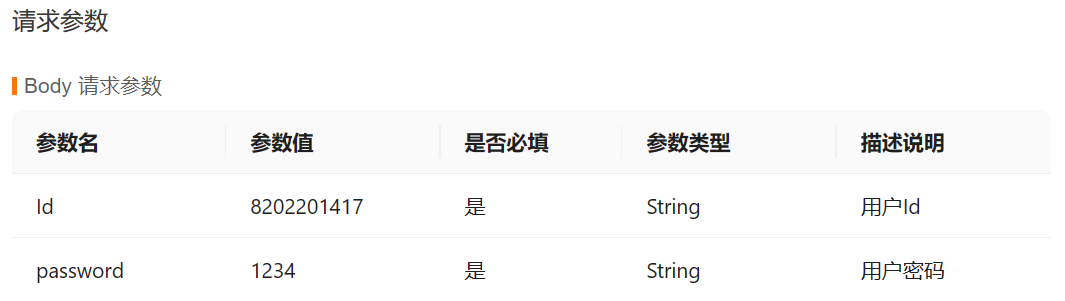 请求参数
Body 请求参数
参数名 参数值 是否必填 参数类型 描述说明
Id 8202201417 是 String 用户Id
password 1234 是 String 用户密码